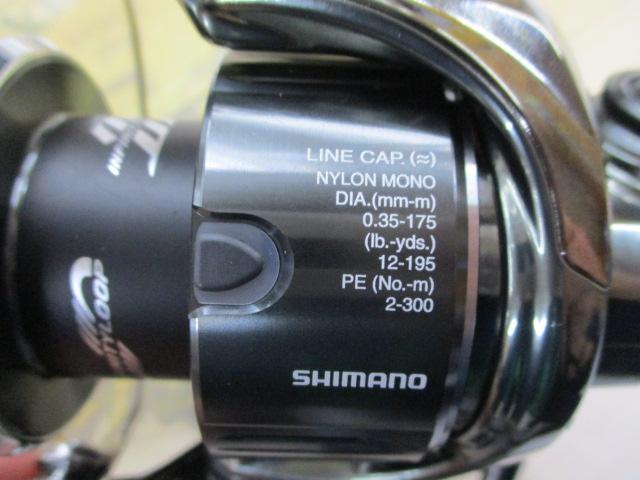 LINE CAP. (≈)
NYLON MONO
DIA.(mm-m)
0.35-175
(lb.-yds.)
12-195
PE (No.-m)
2-300
SHIMANO